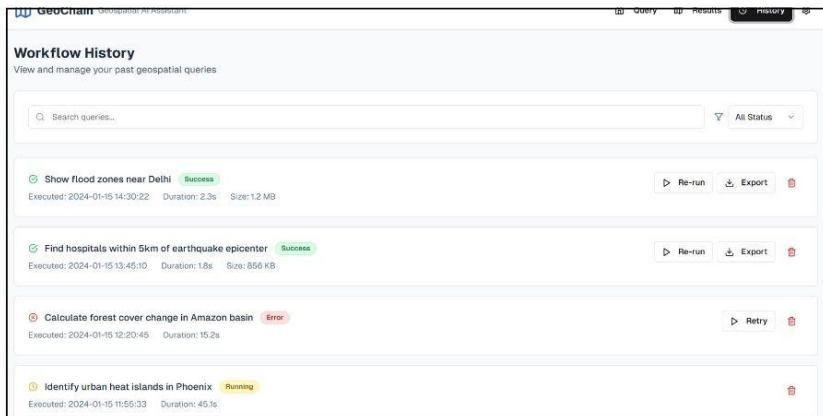 GeoChain Geospatial AI Assistant Query Results History
Workflow History
View and manage your past geospatial queries
Search queries... All Status
Show flood zones near Delhi Success Re-run Export
Executed: 2024-01-15 14:30:22 Duration: 2.3s Size: 1.2 MB
Find hospitals within 5km of earthquake epicenter Success Re-run Export
Executed: 2024-01-15 13:45:10 Duration: 1.8s Size: 856 KB
Calculate forest cover change in Amazon basin Error Retry
Executed: 2024-01-15 12:20:45 Duration: 15.2s
Identify urban heat islands in Phoenix Running
Executed: 2024-01-15 11:55:33 Duration: 45.1s